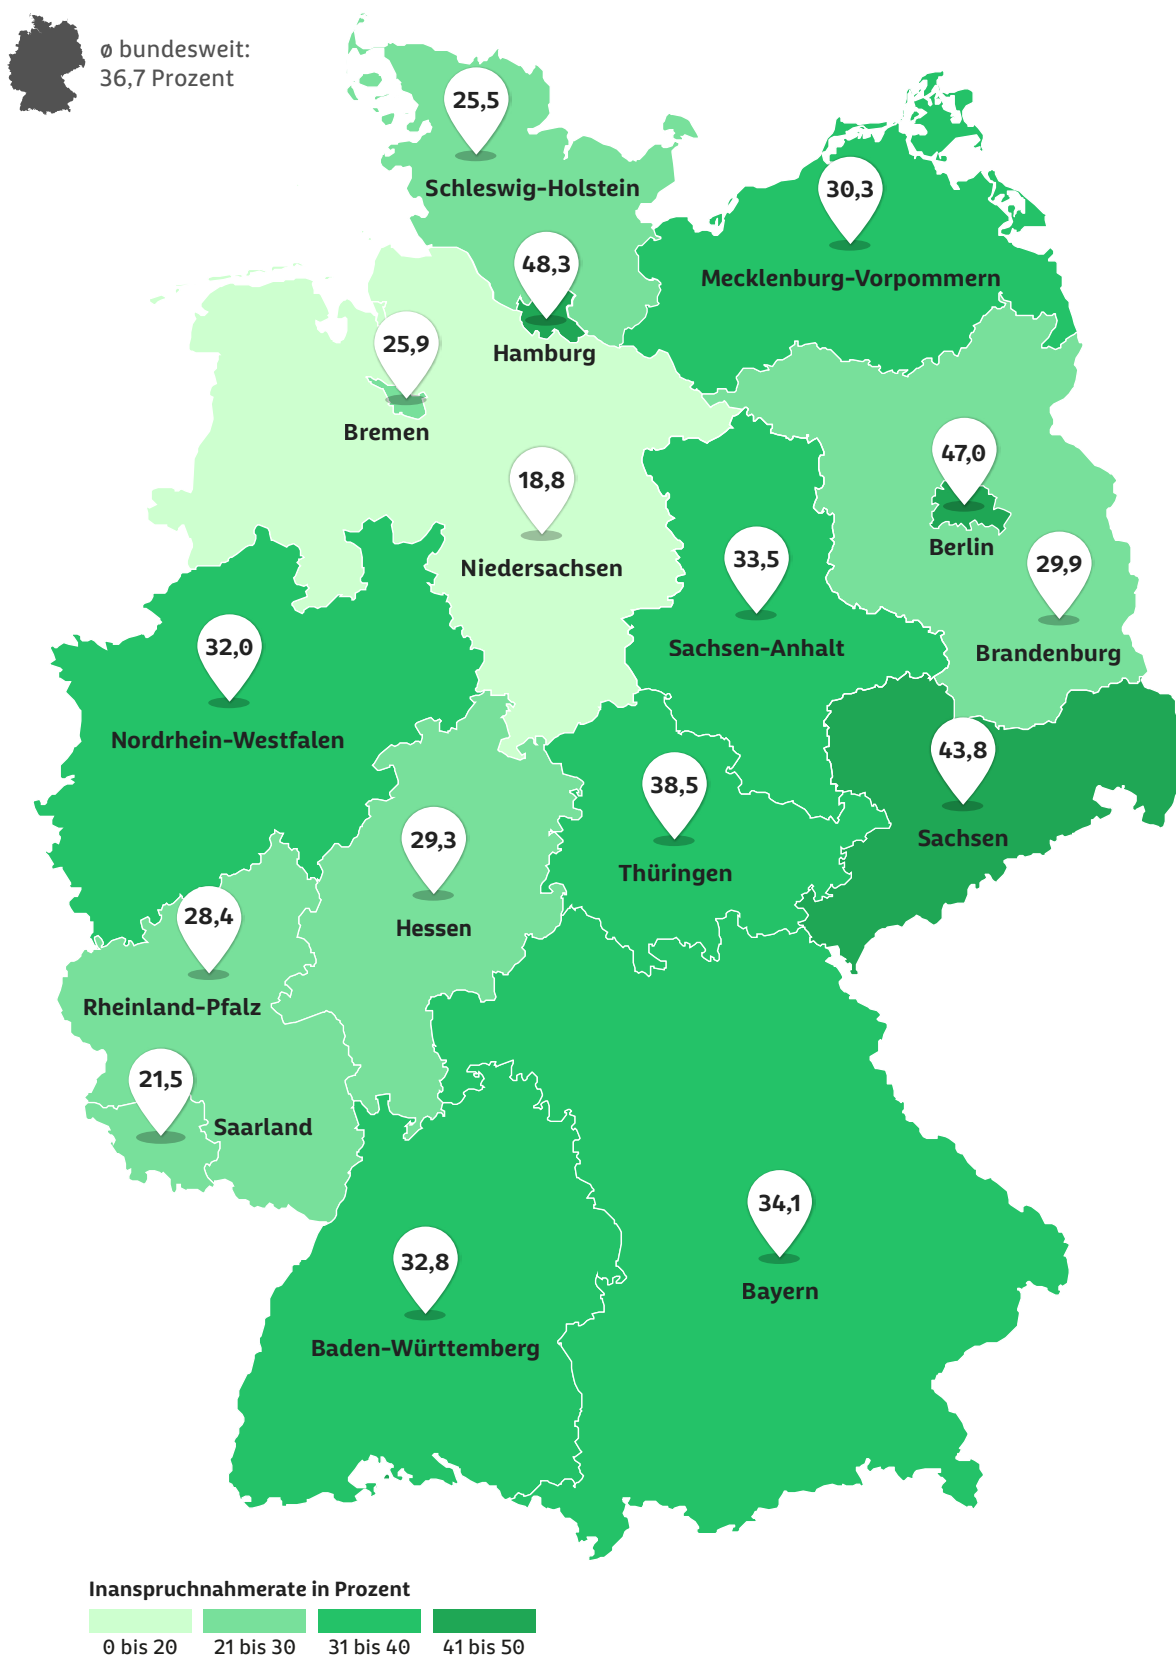 ø bundesweit:
36,7 Prozent
25,5
Schleswig-Holstein
30,3
Mecklenburg-Vorpommern
48,3
Hamburg
25,9
Bremen
47,0
Berlin
18,8
Niedersachsen
33,5
Sachsen-Anhalt
29,9
Brandenburg
32,0
Nordrhein-Westfalen
43,8
Sachsen
38,5
Thüringen
29,3
Hessen
28,4
Rheinland-Pfalz
21,5
Saarland
34,1
Bayern
32,8
Baden-Württemberg
Inanspruchnahmerate in Prozent
0 bis 20
21 bis 30
31 bis 40
41 bis 50